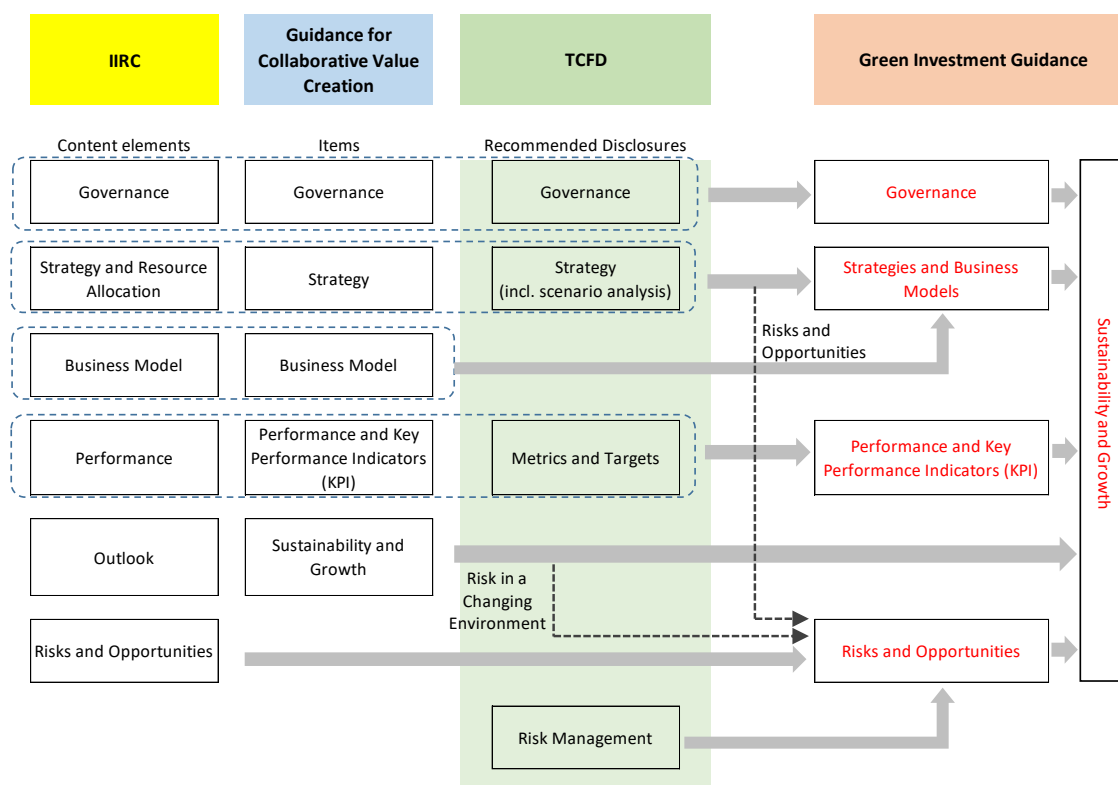 IIRC
Guidance for
Collaborative Value
Creation
TCFD
Green Investment Guidance
Content elements
Items
Recommended Disclosures
Governance
Governance
Governance
Governance
Strategy and Resource
Allocation
Strategy
Strategy
(incl. scenario analysis)
Strategies and Business
Models
Risks and
Opportunities
Business Model
Business Model
Performance
Performance and Key
Performance Indicators
(KPI)
Metrics and Targets
Performance and Key
Performance Indicators (KPI)
Outlook
Sustainability and
Growth
Risk in a
Changing
Environment
Risks and Opportunities
Risks and Opportunities
Risk Management
Sustainability and Growth